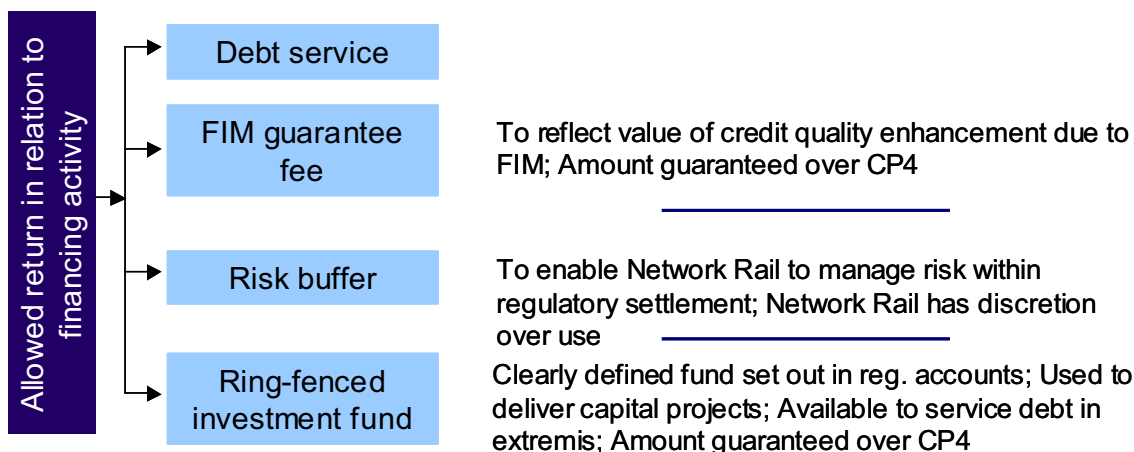 Allowed return in relation to
financing activity
Debt service
FIM guarantee
fee
To reflect value of credit quality enhancement due to
FIM; Amount guaranteed over CP4
Risk buffer
To enable Network Rail to manage risk within
regulatory settlement; Network Rail has discretion
over use
Ring-fenced
investment fund
Clearly defined fund set out in reg. accounts; Used to
deliver capital projects; Available to service debt in
extremis; Amount guaranteed over CP4